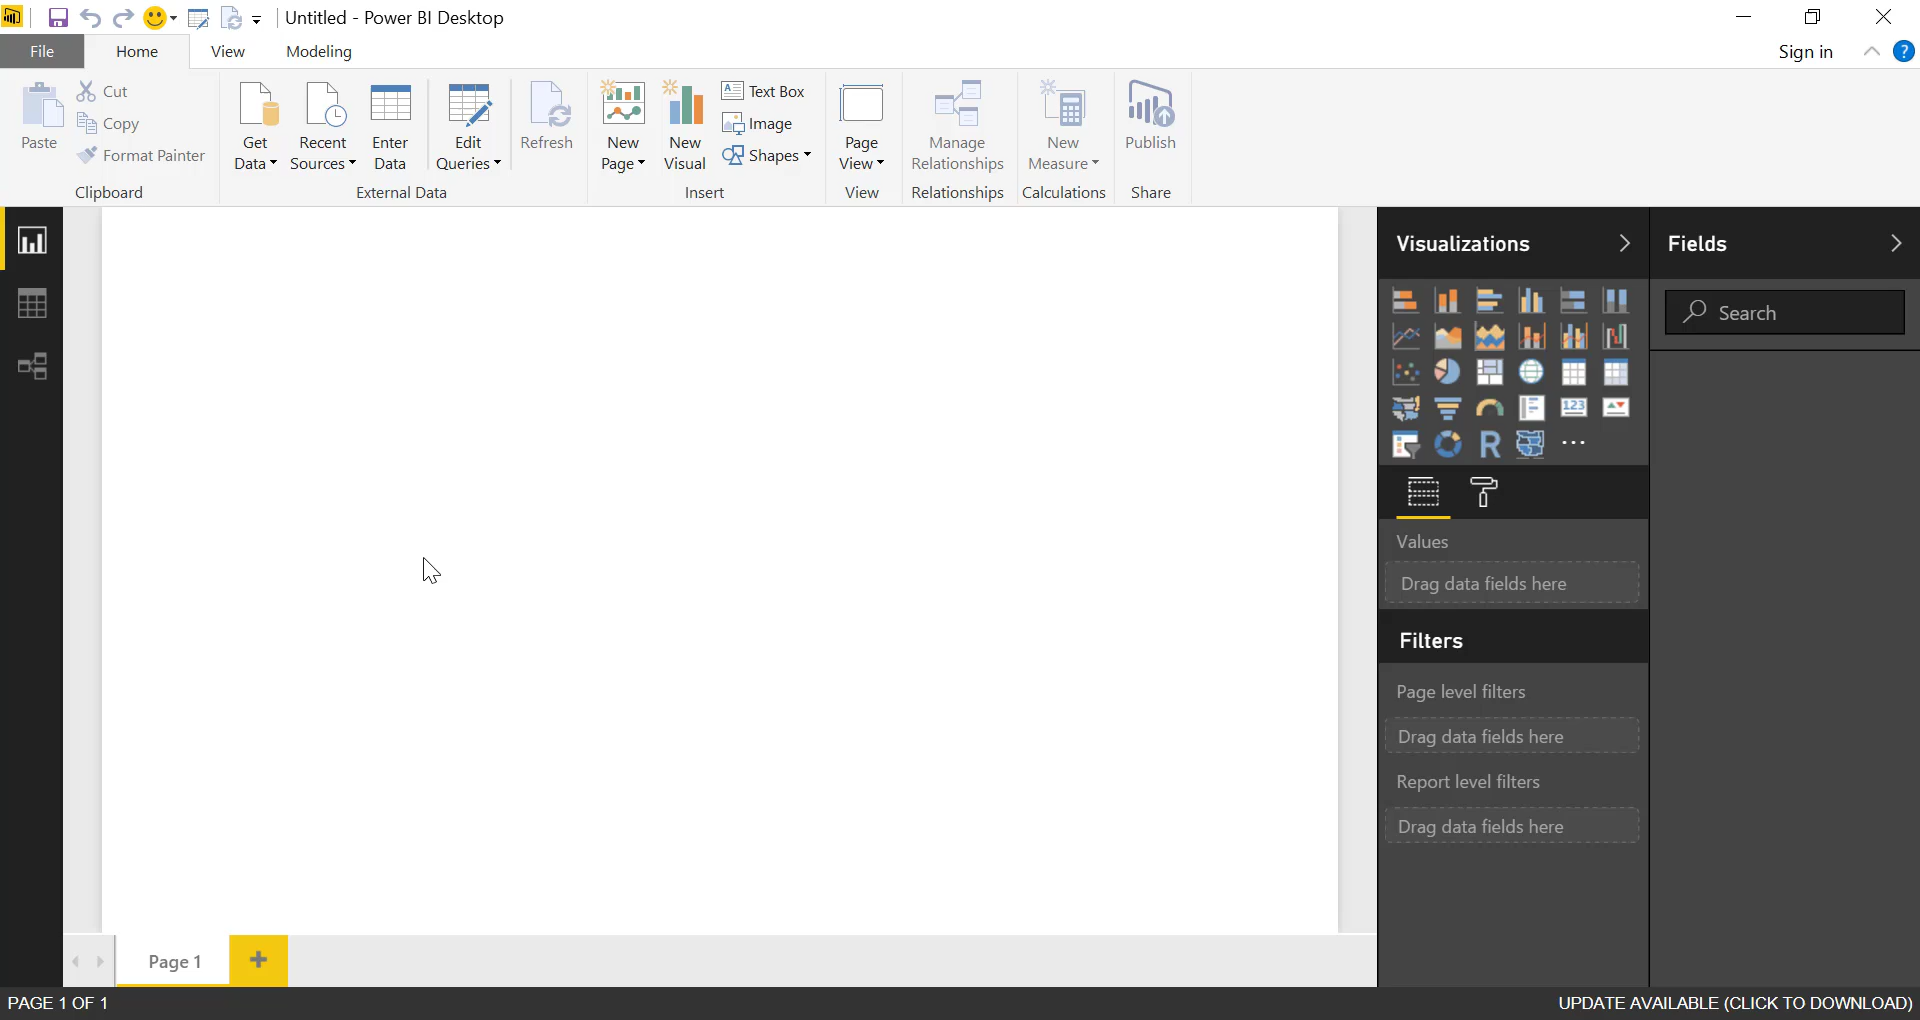 Untitled - Power BI Desktop
File Home View Modeling Sign in ?
Cut
Copy
Format Painter
Paste
Clipboard
Get Data
Recent Sources
Enter Data
Edit Queries
Refresh
External Data
New Page
New Visual
Text Box
Image
Shapes
Insert
Page View
View
Manage Relationships
Relationships
New Measure
Calculations
Publish
Share
Visualizations
Fields
Search
123
R
Values
Drag data fields here
Filters
Page level filters
Drag data fields here
Report level filters
Drag data fields here
Page 1
PAGE 1 OF 1
UPDATE AVAILABLE (CLICK TO DOWNLOAD)